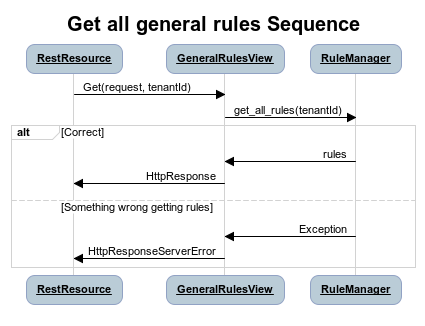 Get all general rules Sequence
RestResource GeneralRulesView RuleManager
Get(request, tenantId)
get_all_rules(tenantId)
alt [Correct]
rules
HttpResponse
[Something wrong getting rules]
Exception
HttpResponseServerError
RestResource GeneralRulesView RuleManager